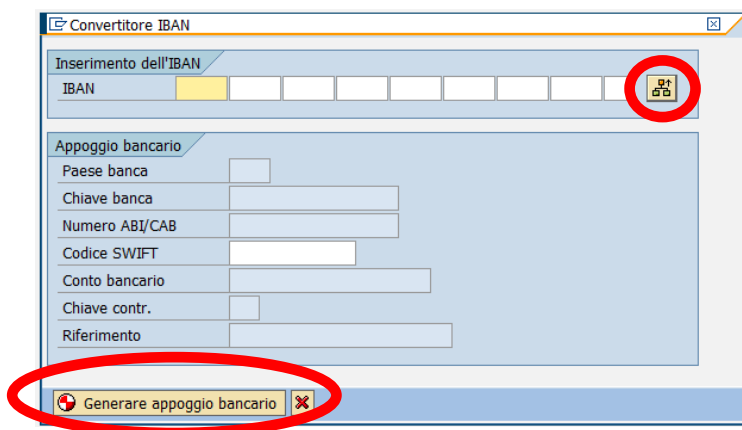 Convertitore IBAN
Inserimento dell'IBAN
IBAN
Appoggio bancario
Paese banca
Chiave banca
Numero ABI/CAB
Codice SWIFT
Conto bancario
Chiave contr.
Riferimento
Generare appoggio bancario